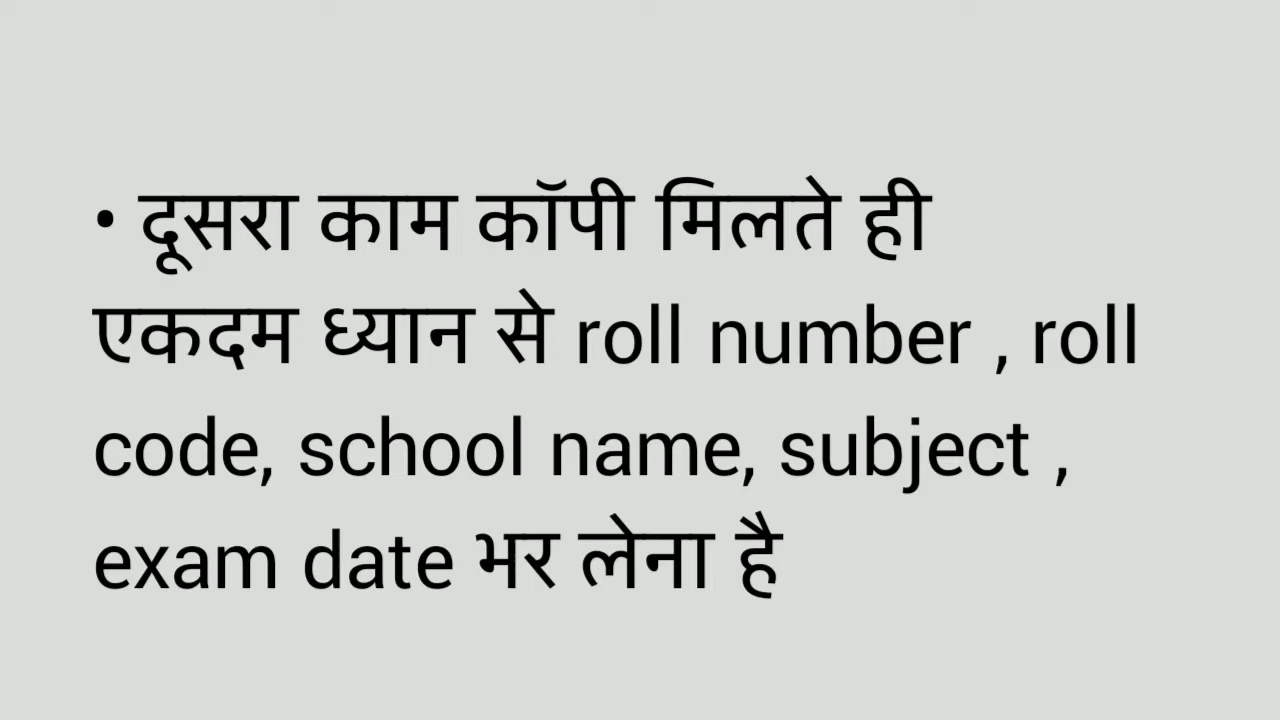 • दूसरा काम कॉपी मिलते ही
एकदम ध्यान से roll number , roll
code, school name, subject ,
exam date भर लेना है